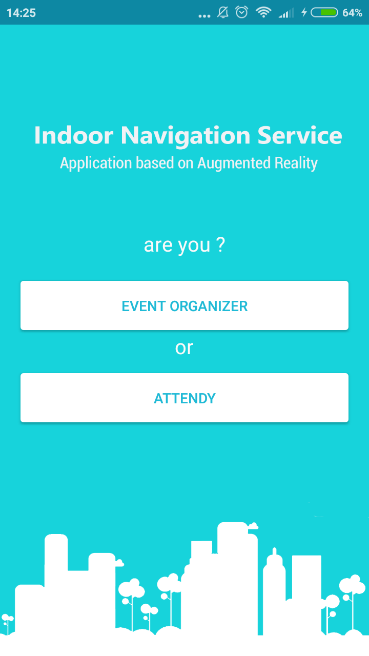 14:25
64%
Indoor Navigation Service
Application based on Augmented Reality
are you ?
EVENT ORGANIZER
or
ATTENDY